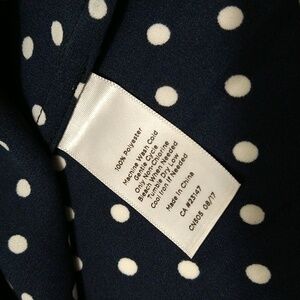 100% Polyester
Machine Wash Cold
Gentle Cycle
Only Non-Chlorine
Bleach When Needed
Tumble Dry Low
Cool Iron If Needed
Made In China
CA #23147
CN505 08/17